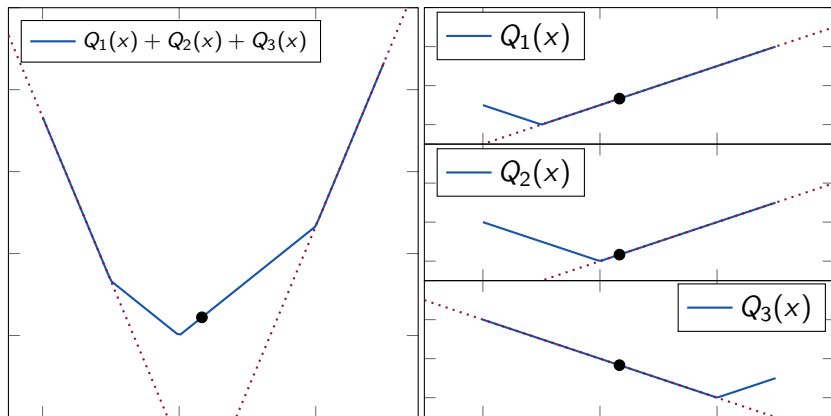 Q₁(x) + Q₂(x) + Q₃(x)
Q₁(x)
Q₂(x)
Q₃(x)